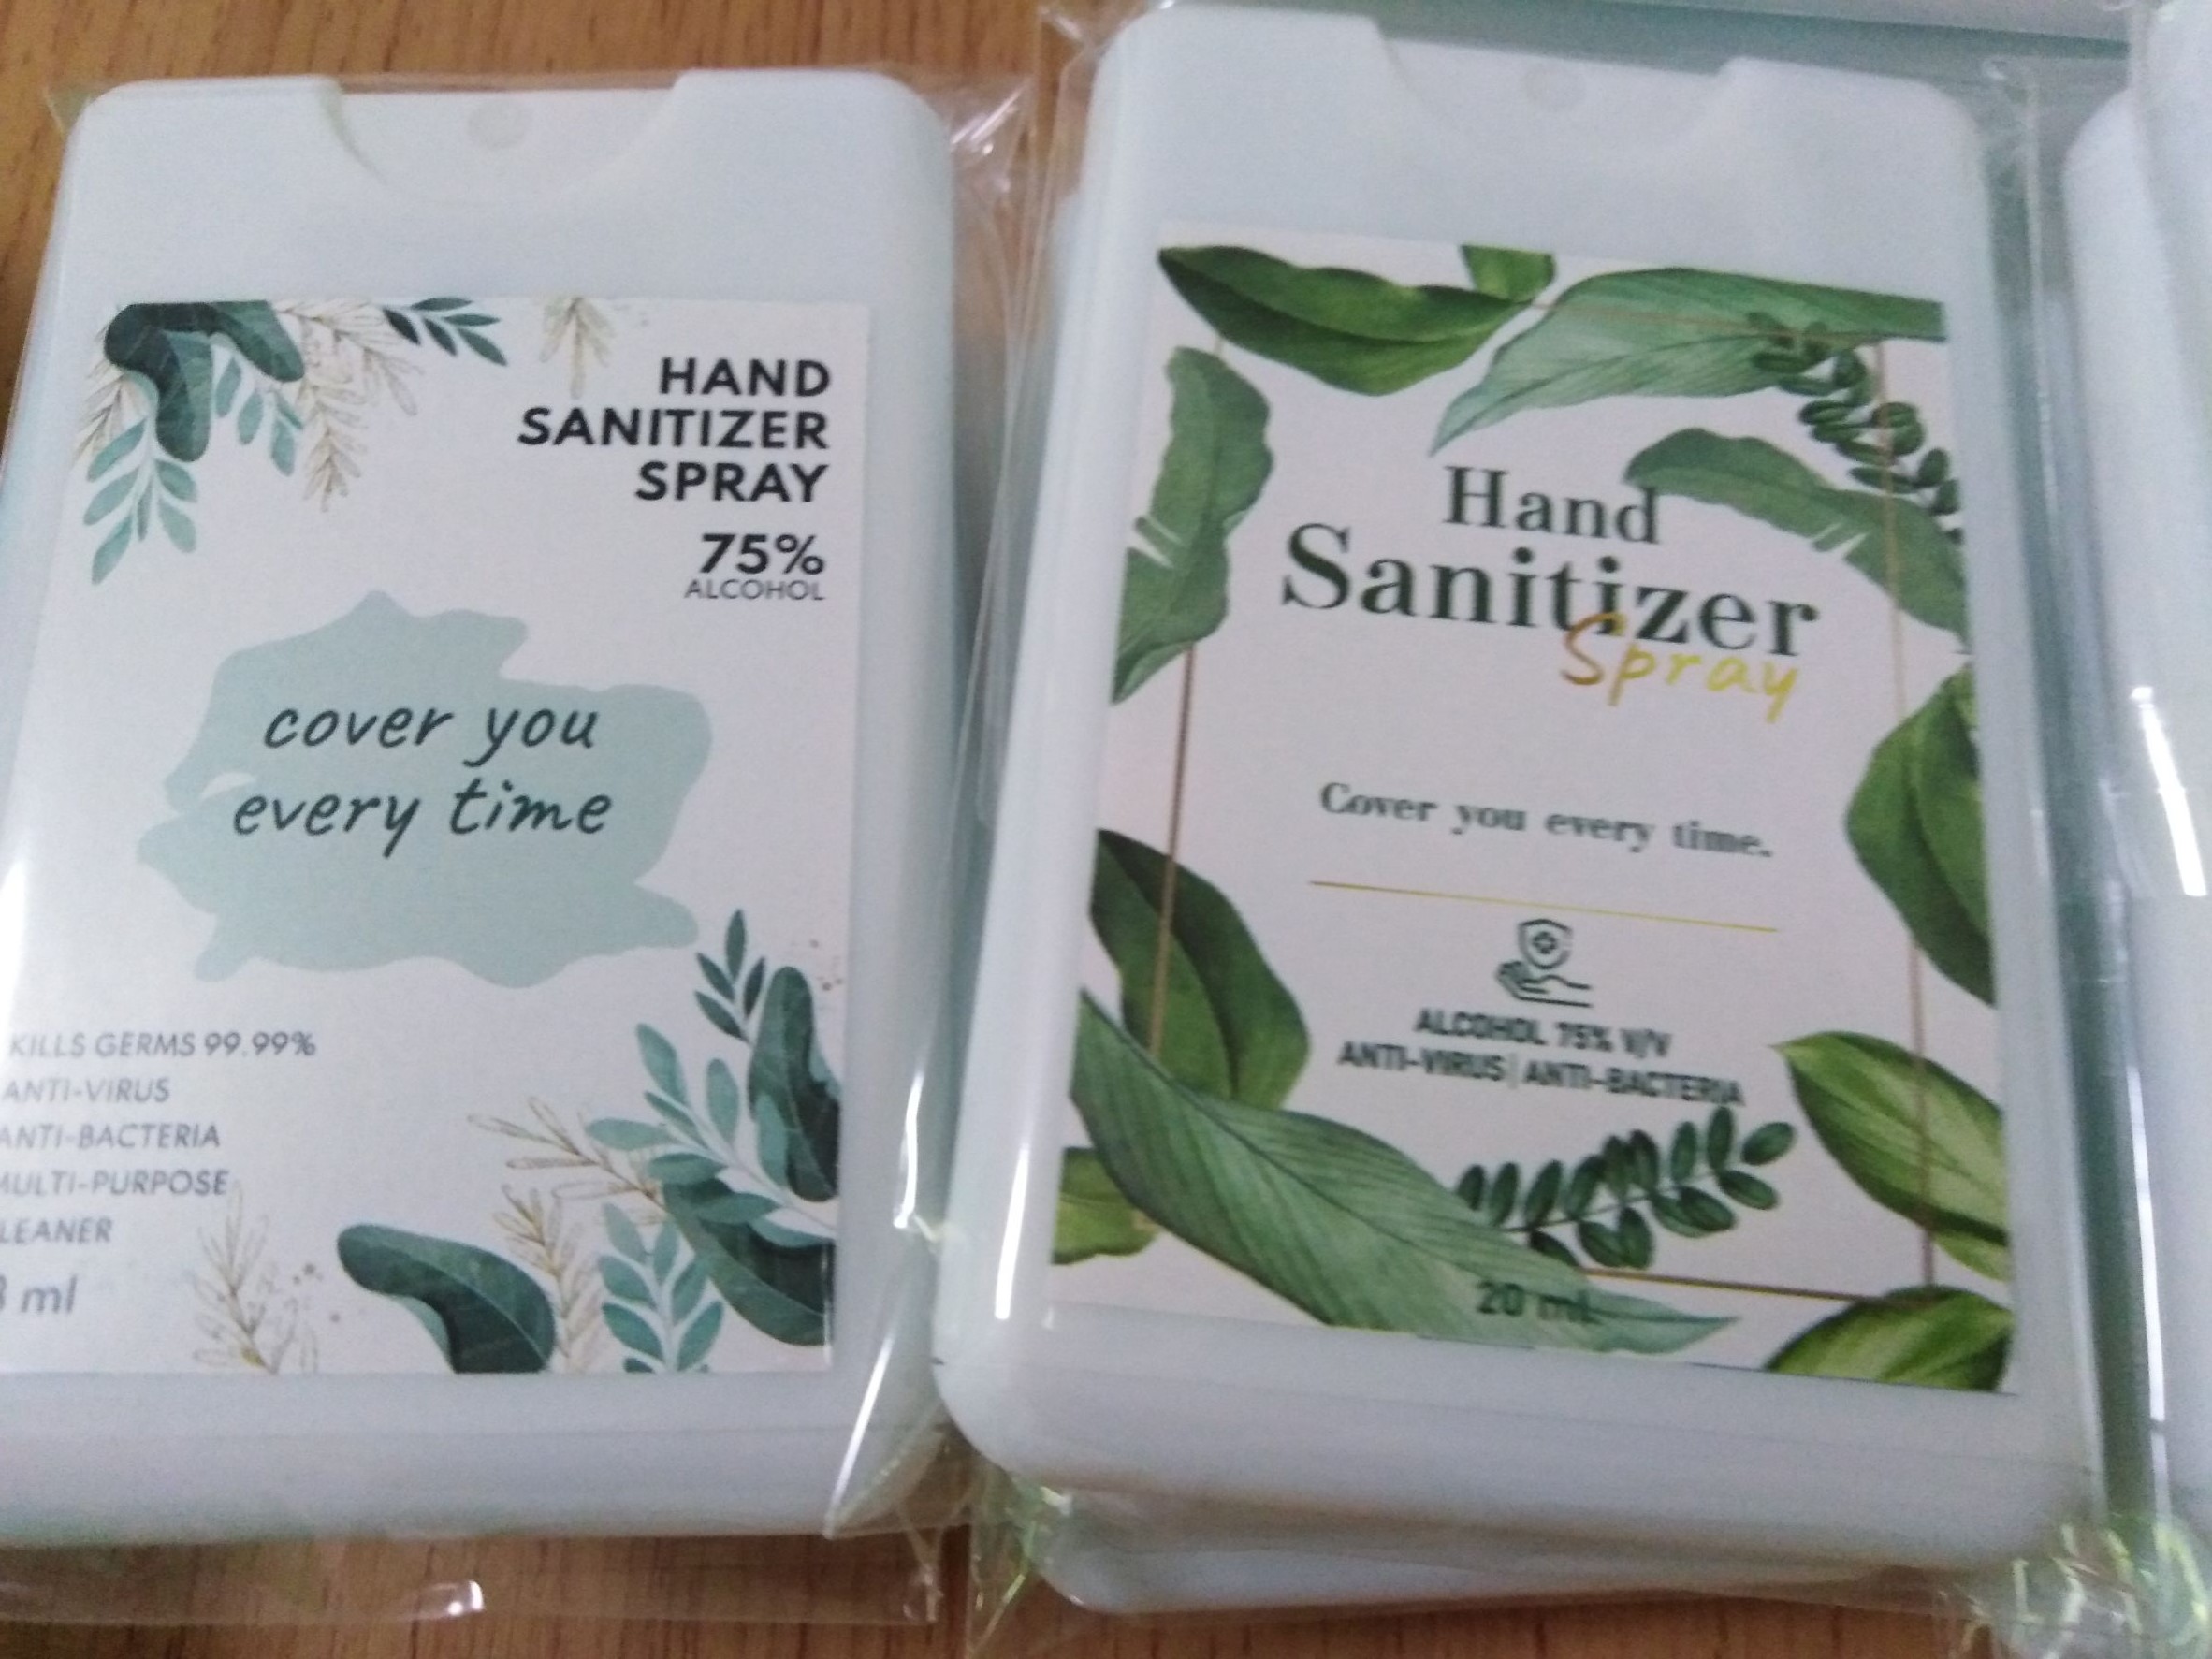 HAND
SANITIZER
SPRAY
75%
ALCOHOL
cover you
every time
KILLS GERMS 99.99%
ANTI-VIRUS
ANTI-BACTERIA
MULTI-PURPOSE
LEANER
ml
Hand
Sanitizer
Spray
Cover you every time.
ALCOHOL 75% V/V
ANTI-VIRUS | ANTI-BACTERIA
20 mL